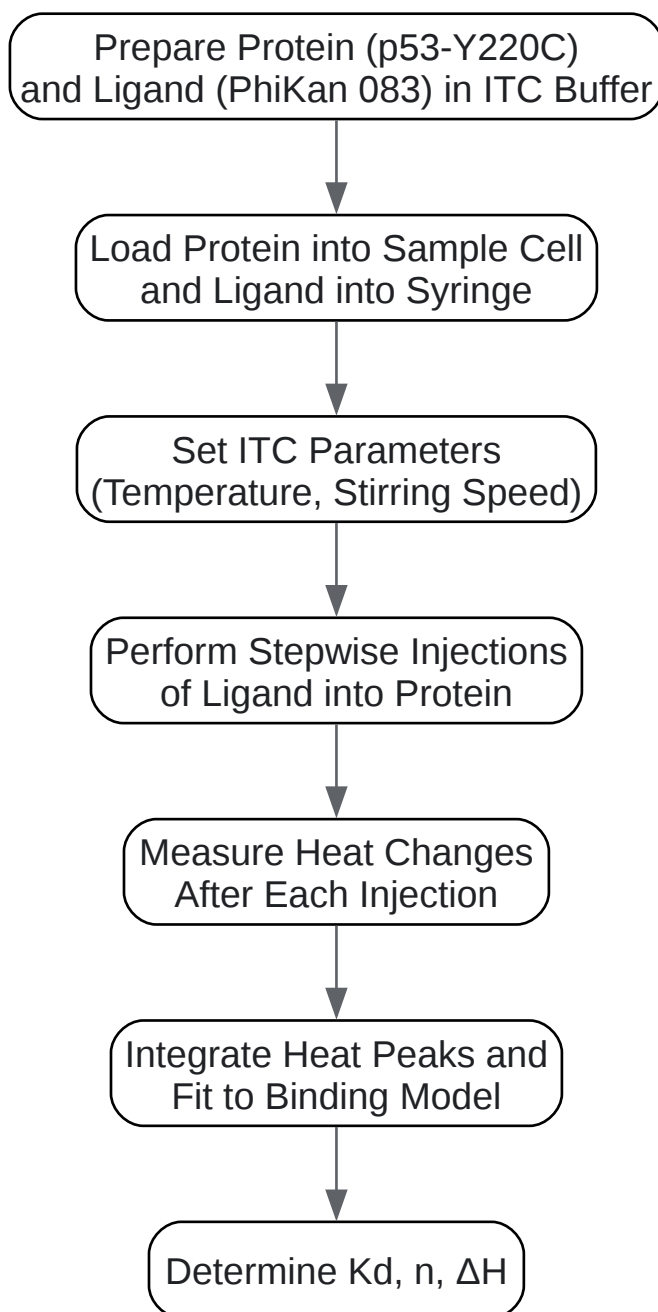 Prepare Protein (p53-Y220C)
and Ligand (PhiKan 083) in ITC Buffer
Load Protein into Sample Cell
and Ligand into Syringe
Set ITC Parameters
(Temperature, Stirring Speed)
Perform Stepwise Injections
of Ligand into Protein
Measure Heat Changes
After Each Injection
Integrate Heat Peaks and
Fit to Binding Model
Determine Kd, n, ΔH